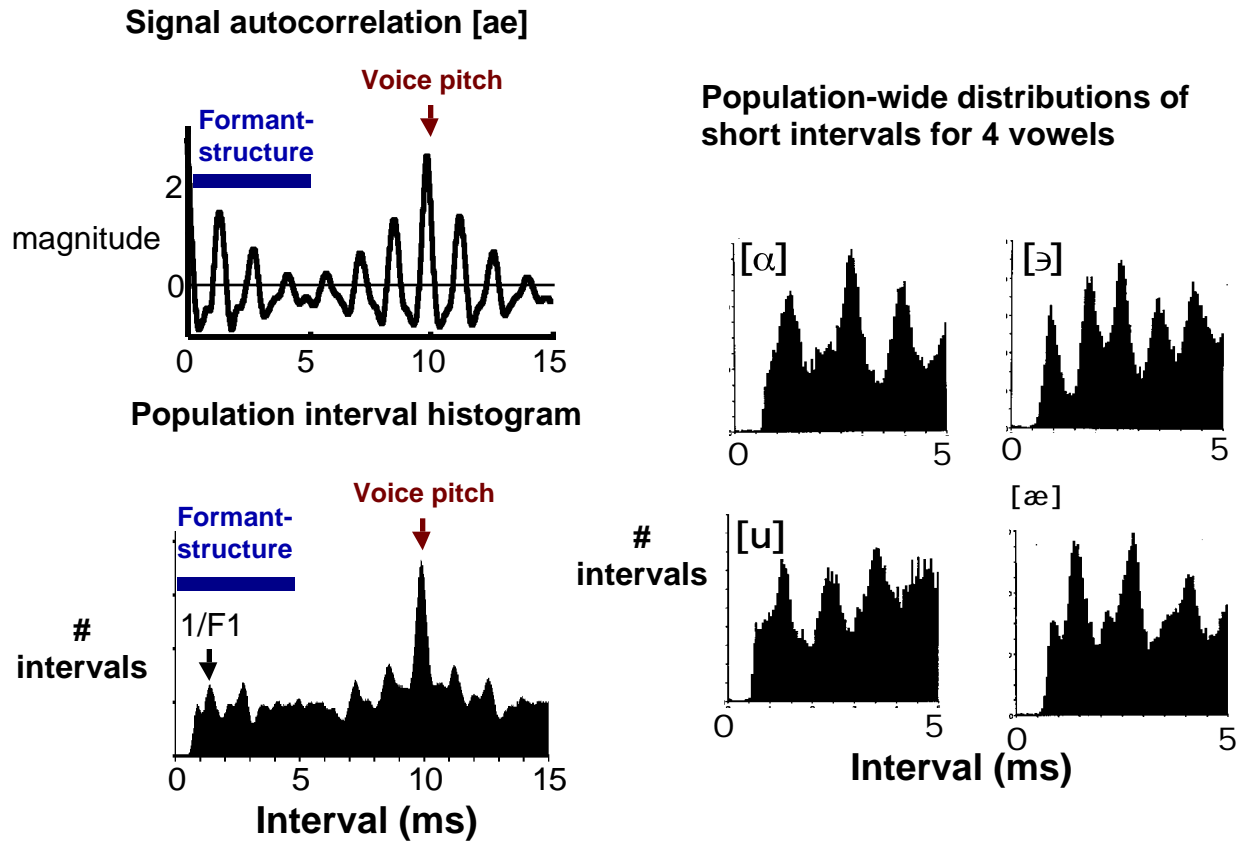 Signal autocorrelation [ae]
Voice pitch
Formant-
structure
2
magnitude
0
0 5 10 15
Population interval histogram
Voice pitch
Formant-
structure
1/F1
#
intervals
0 5 10 15
Interval (ms)
Population-wide distributions of
short intervals for 4 vowels
[α]
0 5
[э]
0 5
#
intervals
[u]
0 5
[æ]
0 5
Interval (ms)